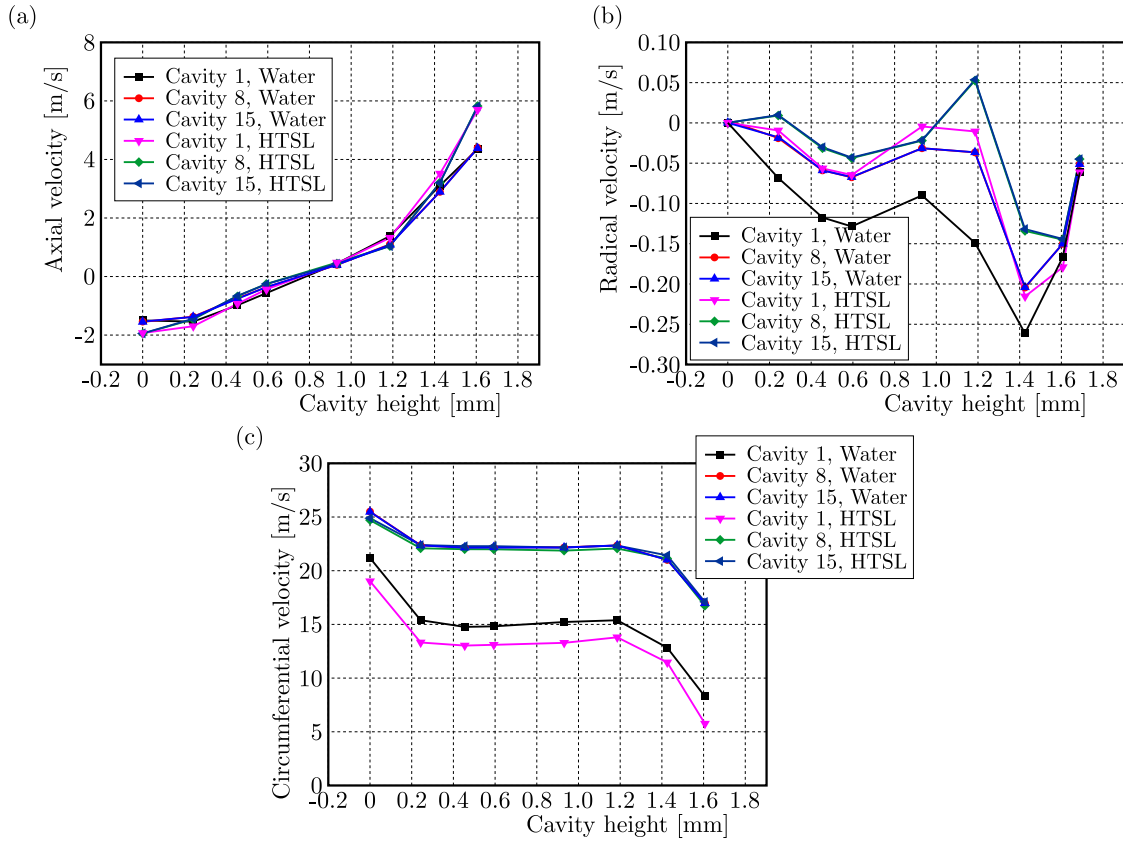 (a)
Axial velocity [m/s]
8
6
4
2
0
-2
Cavity 1, Water
Cavity 8, Water
Cavity 15, Water
Cavity 1, HTSL
Cavity 8, HTSL
Cavity 15, HTSL
-0.2 0 0.2 0.4 0.6 0.8 1.0 1.2 1.4 1.6 1.8
Cavity height [mm]
(b)
Radical velocity [m/s]
0.10
0.05
0
-0.05
-0.10
-0.15
-0.20
-0.25
-0.30
Cavity 1, Water
Cavity 8, Water
Cavity 15, Water
Cavity 1, HTSL
Cavity 8, HTSL
Cavity 15, HTSL
-0.2 0 0.2 0.4 0.6 0.8 1.0 1.2 1.4 1.6 1.8
Cavity height [mm]
(c)
Circumferential velocity [m/s]
30
25
20
15
10
5
0
Cavity 1, Water
Cavity 8, Water
Cavity 15, Water
Cavity 1, HTSL
Cavity 8, HTSL
Cavity 15, HTSL
-0.2 0 0.2 0.4 0.6 0.8 1.0 1.2 1.4 1.6 1.8
Cavity height [mm]